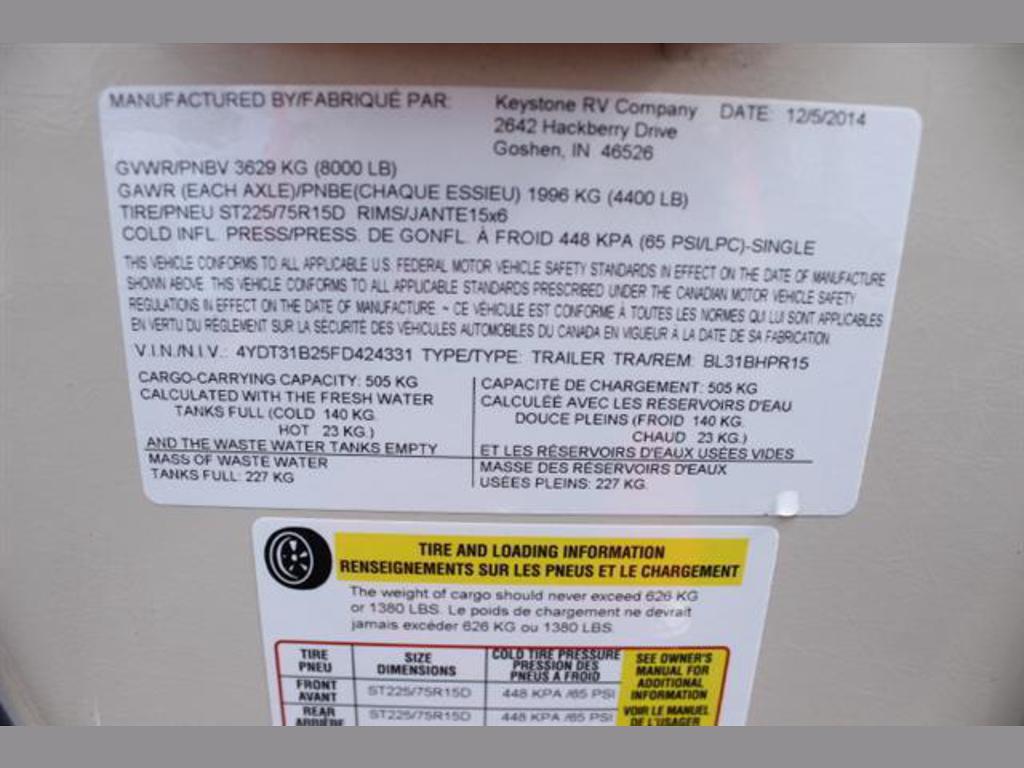 MANUFACTURED BY/FABRIQUÉ PAR: Keystone RV Company DATE: 12/5/2014
2642 Hackberry Drive
Goshen, IN 46526
GVWR/PNBV 3629 KG (8000 LB)
GAWR (EACH AXLE)/PNBE(CHAQUE ESSIEU) 1996 KG (4400 LB)
TIRE/PNEU ST225/75R15D RIMS/JANTE15x6
COLD INFL. PRESS/PRESS. DE GONFL. À FROID 448 KPA (65 PSI/LPC)-SINGLE
THIS VEHICLE CONFORMS TO ALL APPLICABLE U.S. FEDERAL MOTOR VEHICLE SAFETY STANDARDS IN EFFECT ON THE DATE OF MANUFACTURE
SHOWN ABOVE. THIS VEHICLE CONFORMS TO ALL APPLICABLE STANDARDS PRESCRIBED UNDER THE CANADIAN MOTOR VEHICLE SAFETY
REGULATIONS IN EFFECT ON THE DATE OF MANUFACTURE. ~ CE VÉHICULE EST CONFORME À TOUTES LES NORMES QUI LUI SONT APPLICABLES
EN VERTU DU RÈGLEMENT SUR LA SÉCURITÉ DES VÉHICULES AUTOMOBILES DU CANADA EN VIGUEUR À LA DATE DE SA FABRICATION.
V.I.N./N.I.V.: 4YDT31B25FD424331 TYPE/TYPE: TRAILER TRA/REM: BL31BHPR15
CARGO-CARRYING CAPACITY: 505 KG
CALCULATED WITH THE FRESH WATER
TANKS FULL (COLD 140 KG.
HOT 23 KG.)
AND THE WASTE WATER TANKS EMPTY
MASS OF WASTE WATER
TANKS FULL: 227 KG
CAPACITÉ DE CHARGEMENT: 505 KG
CALCULÉE AVEC LES RÉSERVOIRS D'EAU
DOUCE PLEINS (FROID 140 KG.
CHAUD 23 KG.)
ET LES RÉSERVOIRS D'EAUX USÉES VIDES
MASSE DES RÉSERVOIRS D'EAUX
USÉES PLEINS: 227 KG.
TIRE AND LOADING INFORMATION
RENSEIGNEMENTS SUR LES PNEUS ET LE CHARGEMENT
The weight of cargo should never exceed 626 KG
or 1380 LBS. Le poids de chargement ne devrait
jamais excéder 626 KG ou 1380 LBS.
TIRE
PNEU
SIZE
DIMENSIONS
COLD TIRE PRESSURE
PRESSION DES
PNEUS A FROID
SEE OWNER'S
MANUAL FOR
ADDITIONAL
INFORMATION
VOIR LE MANUEL
DE L'USAGER
FRONT
AVANT
ST225/75R15D
448 KPA /65 PSI
REAR
ARRIÈRE
ST225/75R15D
448 KPA /65 PSI